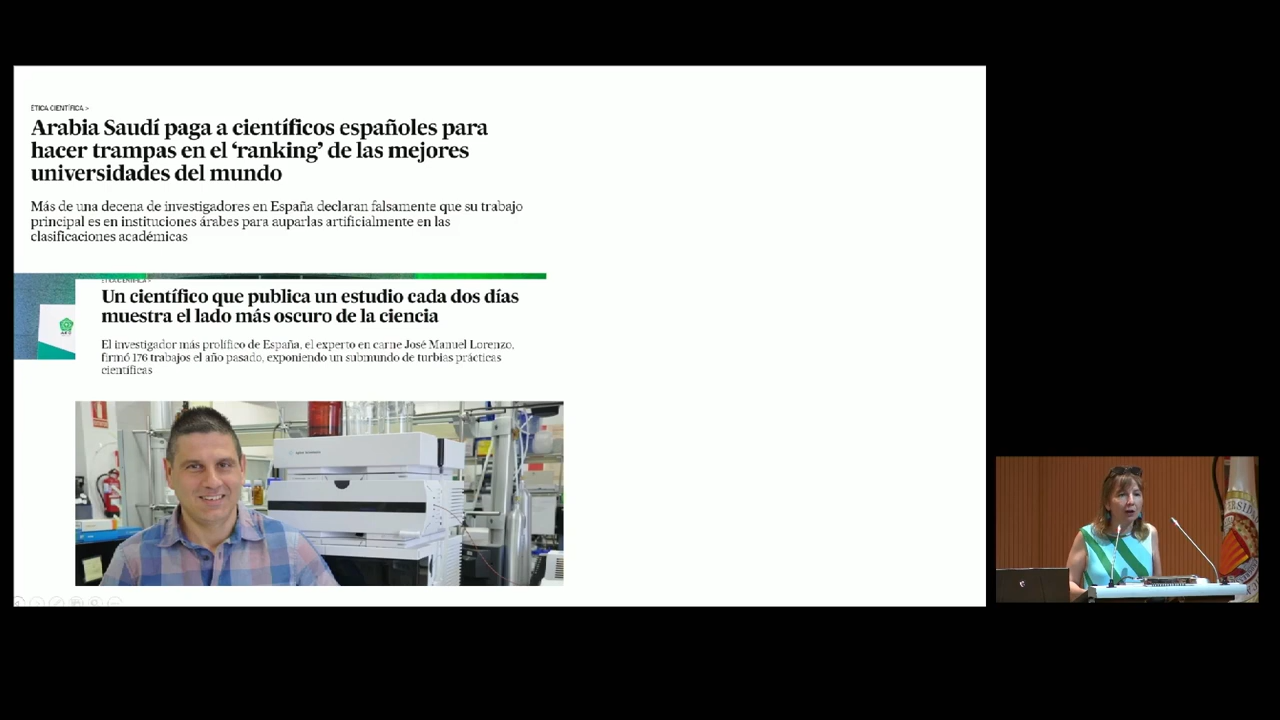 ÉTICA CIENTÍFICA >
Arabia Saudí paga a científicos españoles para
hacer trampas en el ‘ranking’ de las mejores
universidades del mundo
Más de una decena de investigadores en España declaran falsamente que su trabajo
principal es en instituciones árabes para auparlas artificialmente en las
clasificaciones académicas
Un científico que publica un estudio cada dos días
muestra el lado más oscuro de la ciencia
El investigador más prolífico de España, el experto en carne José Manuel Lorenzo,
firmó 176 trabajos el año pasado, exponiendo un submundo de turbias prácticas
científicas